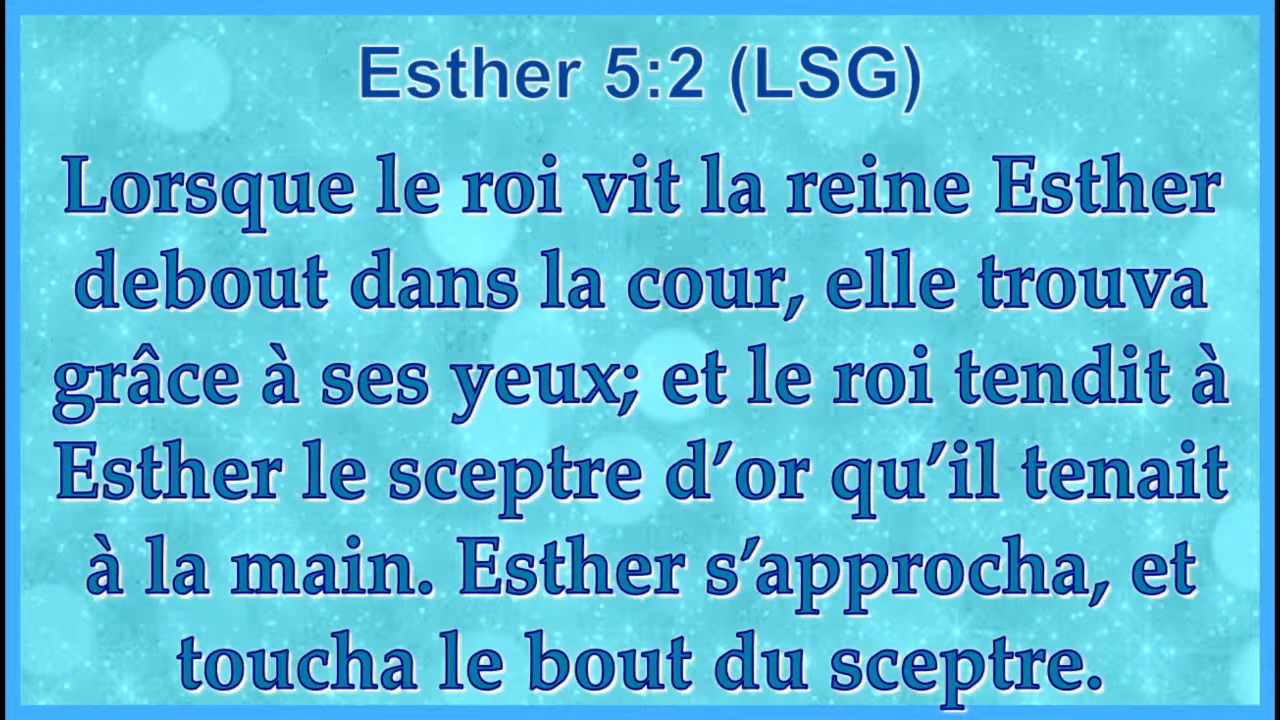 Esther 5:2 (LSG)
Lorsque le roi vit la reine Esther
debout dans la cour, elle trouva
grâce à ses yeux; et le roi tendit à
Esther le sceptre d’or qu’il tenait
à la main. Esther s’approcha, et
toucha le bout du sceptre.